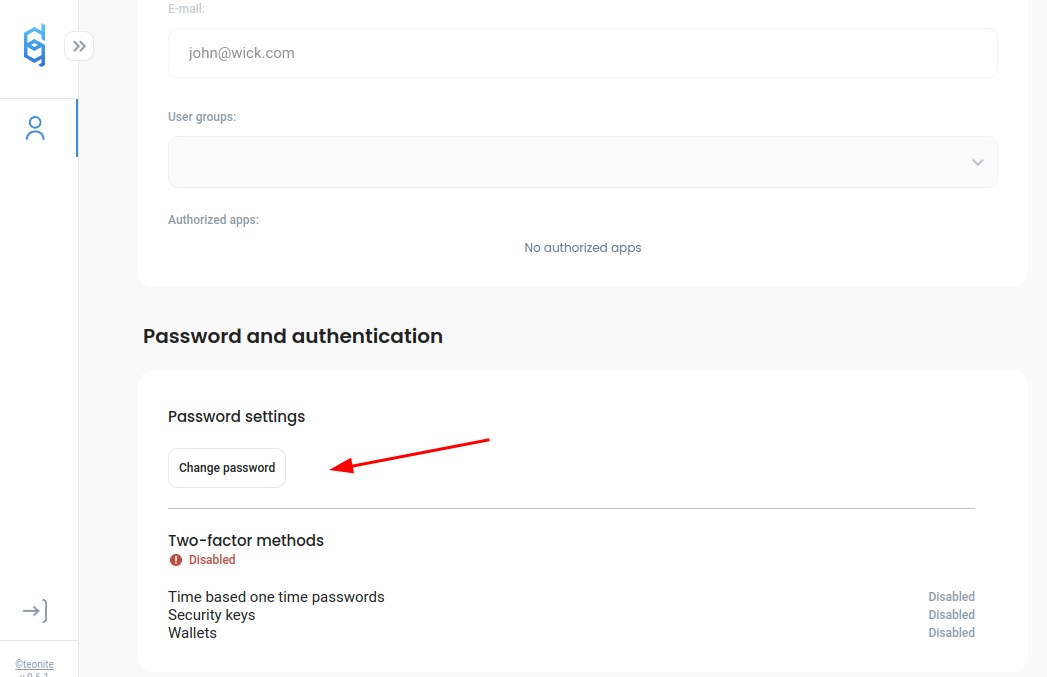 E-mail:
john@wick.com
User groups:
Authorized apps:
No authorized apps
Password and authentication
Password settings
Change password
Two-factor methods
Disabled
Time based one time passwords Disabled
Security keys Disabled
Wallets Disabled
©teonite